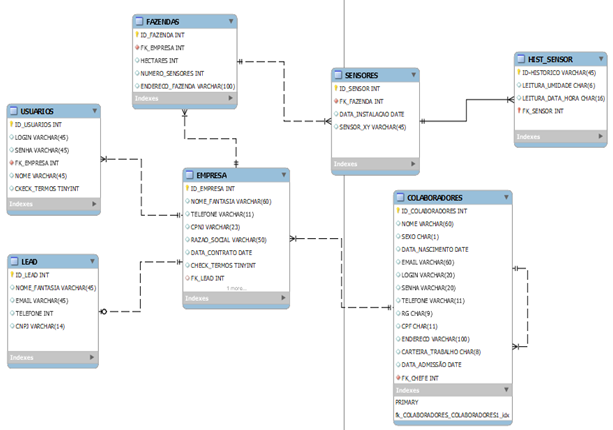 FAZENDAS
ID_FAZENDA INT
FK_EMPRESA INT
HECTARES INT
NUMERO_SENSORES INT
ENDERECO_FAZENDA VARCHAR(100)
Indexes
SENSORES
ID_SENSOR INT
FK_FAZENDA INT
DATA_INSTALACAO DATE
SENSOR_XY VARCHAR(45)
Indexes
HIST_SENSOR
ID-HISTORICO VARCHAR(45)
LEITURA_UMIDADE CHAR(6)
LEITURA_DATA_HORA CHAR(16)
FK_SENSOR INT
Indexes
USUARIOS
ID_USUARIOS INT
LOGIN VARCHAR(45)
SENHA VARCHAR(45)
FK_EMPRESA INT
NOME VARCHAR(45)
CKECK_TERMOS TINYINT
Indexes
EMPRESA
ID_EMPRESA INT
NOME_FANTASIA VARCHAR(60)
TELEFONE VARCHAR(11)
CPNJ VARCHAR(23)
RAZAO_SOCIAL VARCHAR(50)
DATA_CONTRATO DATE
CHECK_TERMOS TINYINT
FK_LEAD INT
1 more...
Indexes
LEAD
ID_LEAD INT
NOME_FANTASIA VARCHAR(45)
EMAIL VARCHAR(45)
TELEFONE INT
CNPJ VARCHAR(14)
Indexes
COLABORADORES
ID_COLABORADORES INT
NOME VARCHAR(60)
SEXO CHAR(1)
DATA_NASCIMENTO DATE
EMAIL VARCHAR(60)
LOGIN VARCHAR(20)
SENHA VARCHAR(20)
TELEFONE VARCHAR(11)
RG CHAR(9)
CPF CHAR(11)
ENDERECO VARCHAR(100)
CARTEIRA_TRABALHO CHAR(8)
DATA_ADMISSÃO DATE
FK_CHEFE INT
Indexes
PRIMARY
fk_COLABORADORES_COLABORADORES1_idx